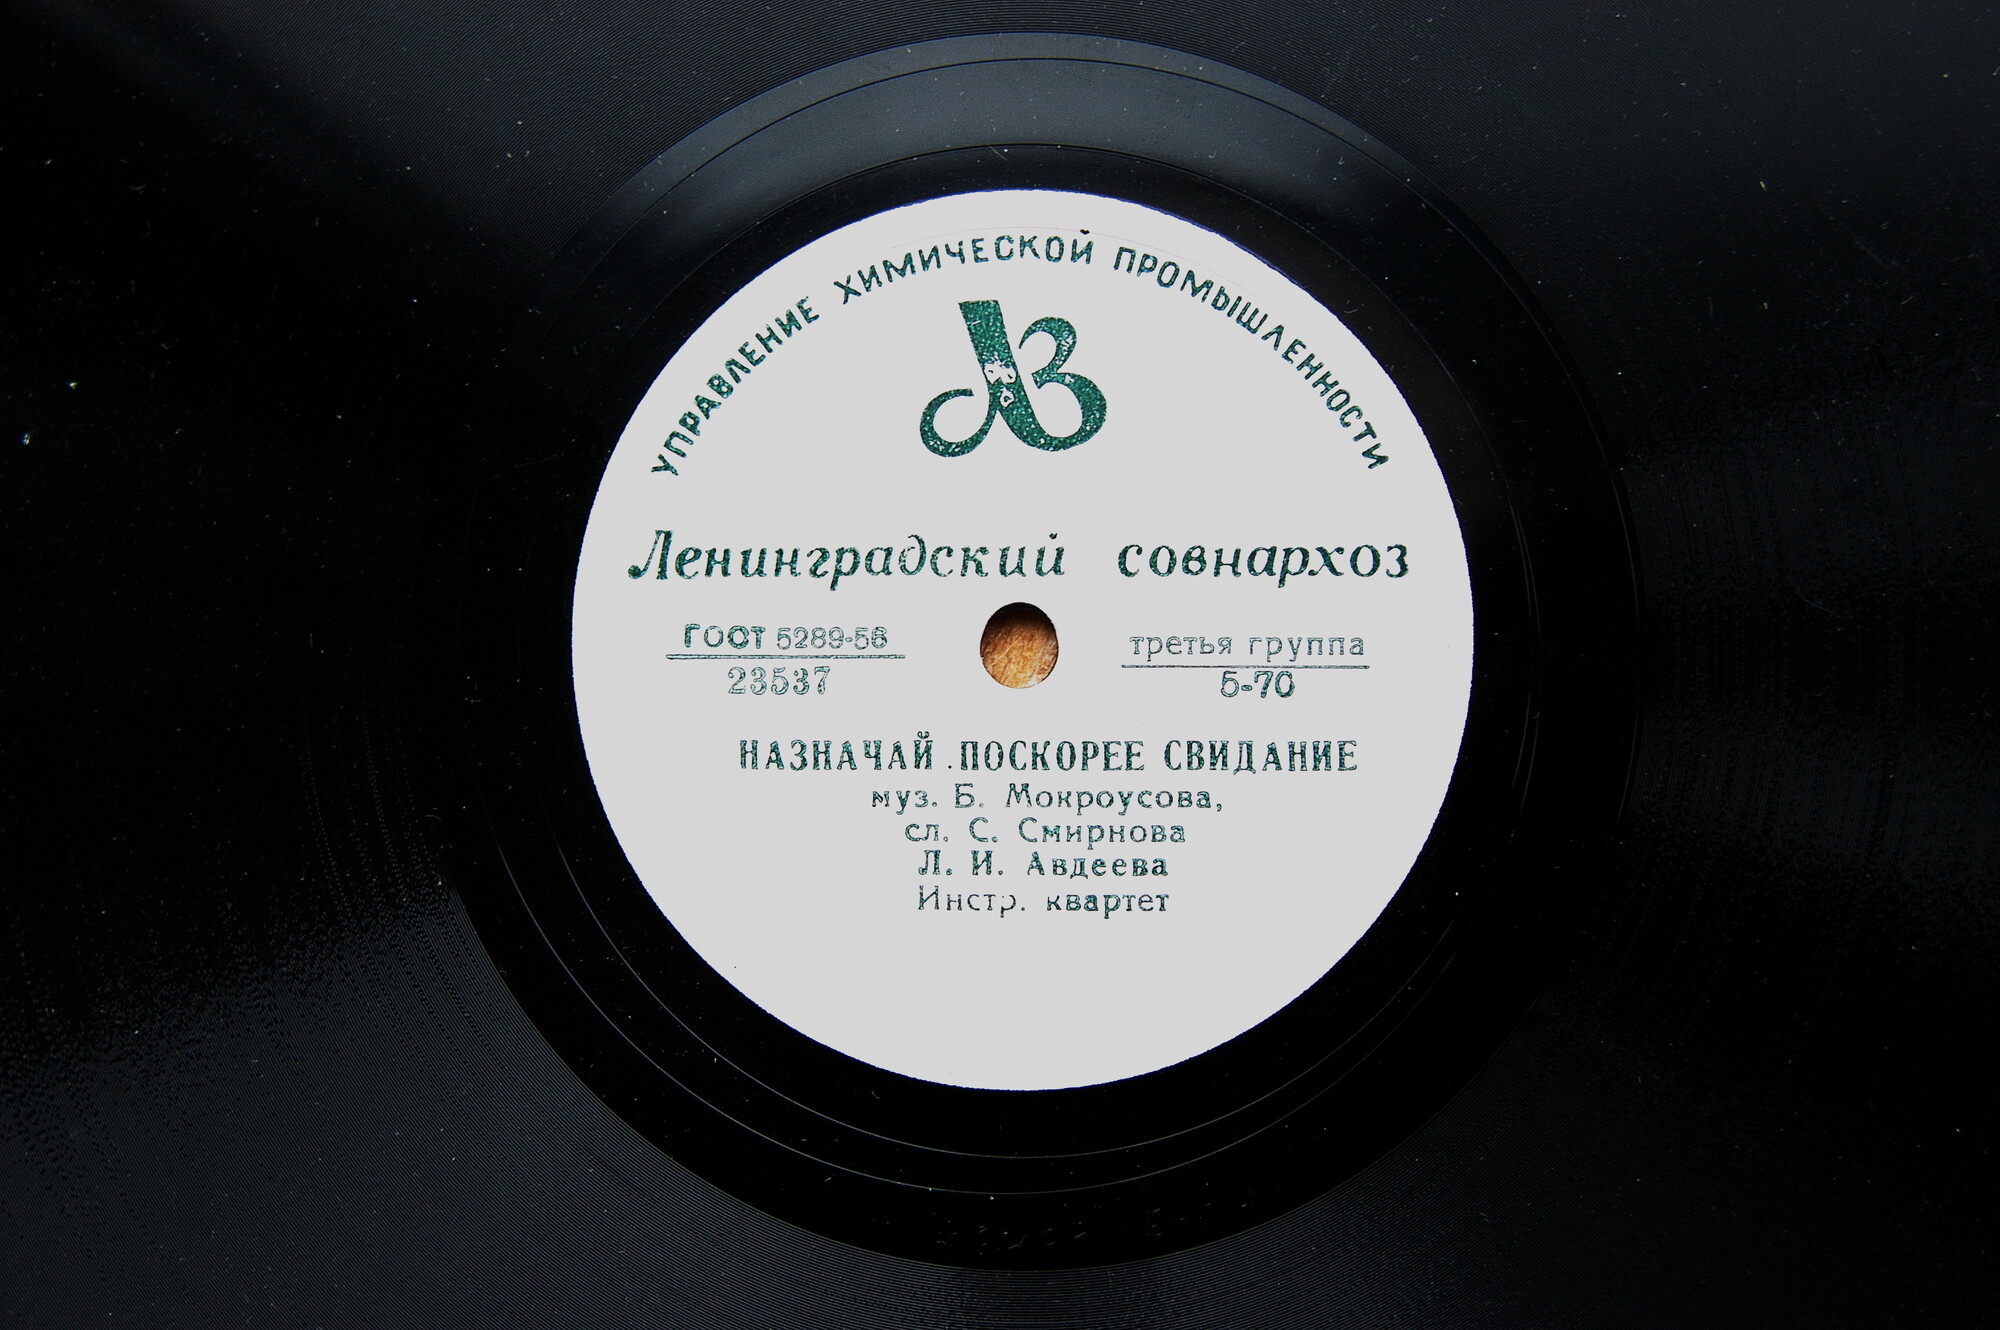 УПРАВЛЕНИЕ ХИМИЧЕСКОЙ ПРОМЫШЛЕННОСТИ
Ленинградский совнархоз
ГОСТ 5289-56
23537
третья группа
5-70
НАЗНАЧАЙ ПОСКОРЕЕ СВИДАНИЕ
муз. Б. Мокроусова,
сл. С. Смирнова
Л. И. Авдеева
Инстр. квартет